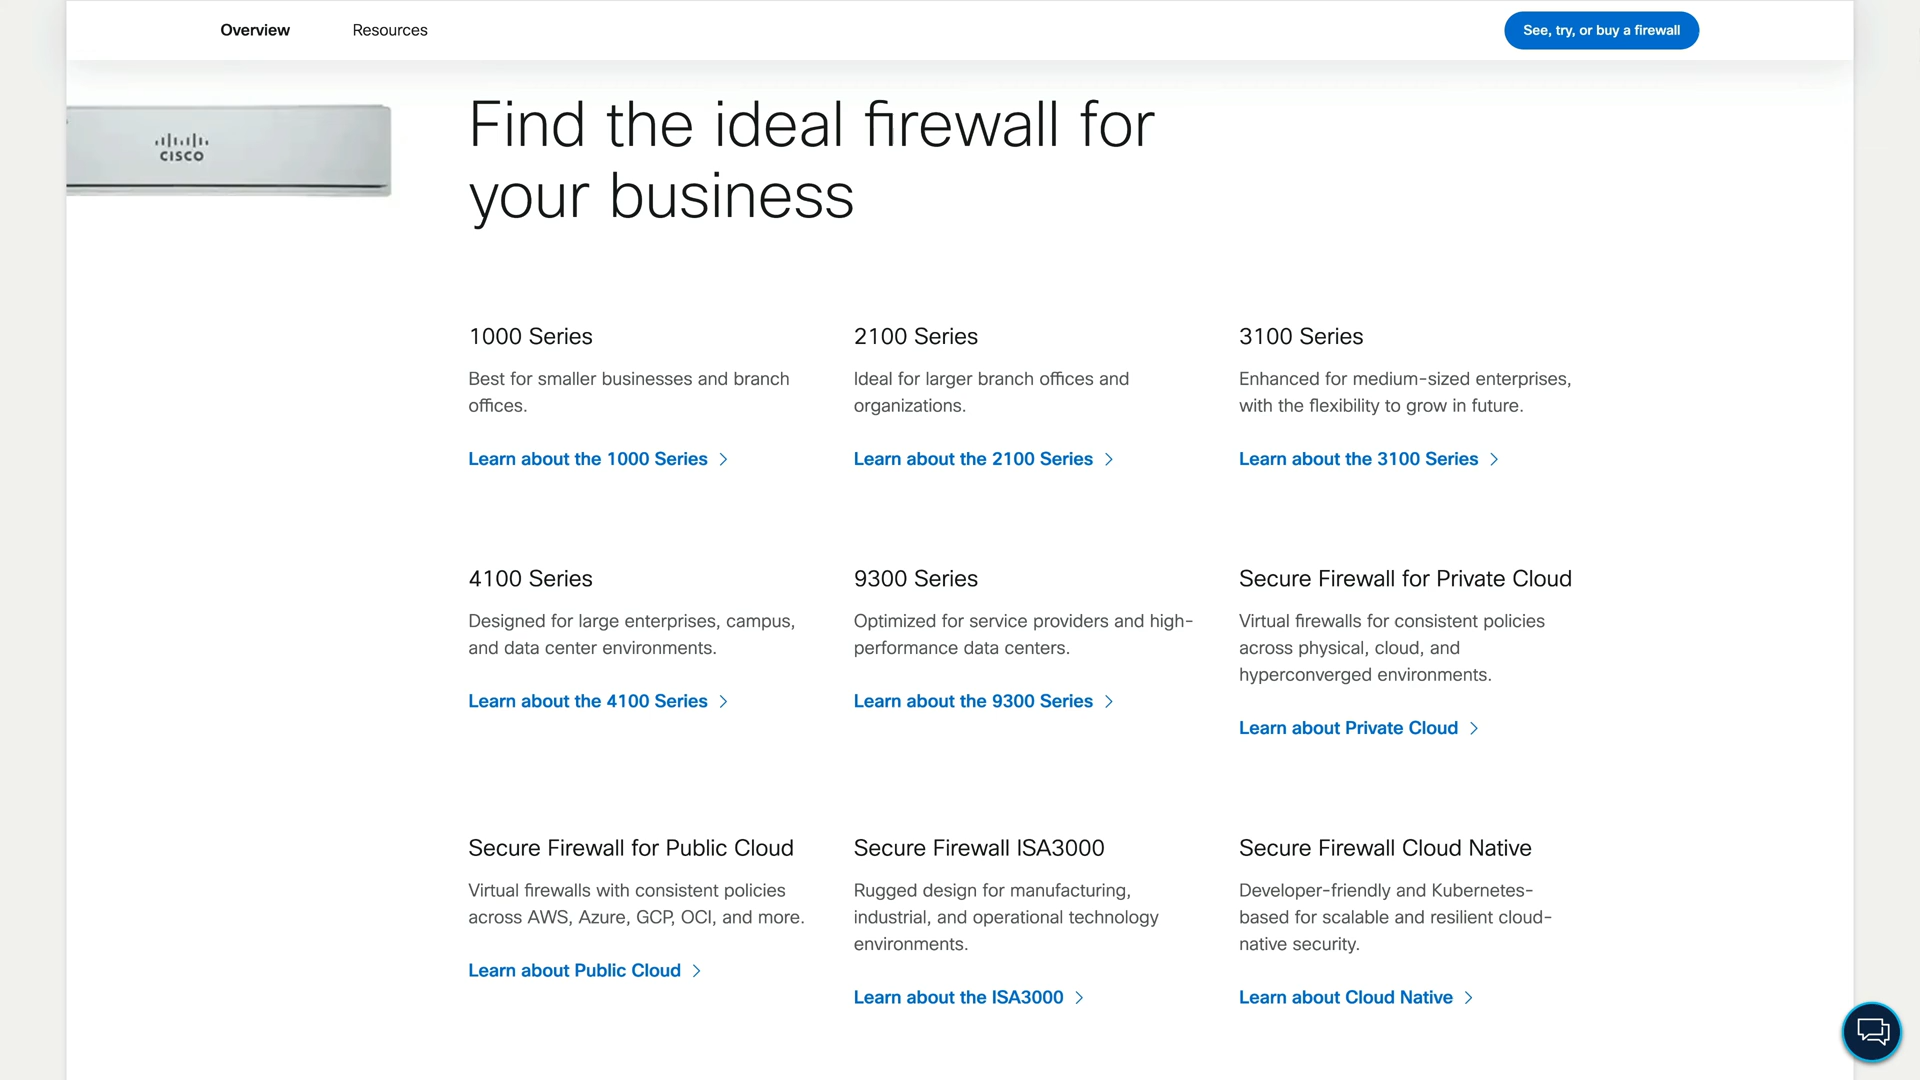 Overview
Resources
See, try, or buy a firewall
CISCO
Find the ideal firewall for
your business
1000 Series
Best for smaller businesses and branch
offices.
Learn about the 1000 Series
2100 Series
Ideal for larger branch offices and
organizations.
Learn about the 2100 Series
3100 Series
Enhanced for medium-sized enterprises,
with the flexibility to grow in future.
Learn about the 3100 Series
4100 Series
Designed for large enterprises, campus,
and data center environments.
Learn about the 4100 Series
9300 Series
Optimized for service providers and high-
performance data centers.
Learn about the 9300 Series
Secure Firewall for Private Cloud
Virtual firewalls for consistent policies
across physical, cloud, and
hyperconverged environments.
Learn about Private Cloud
Secure Firewall for Public Cloud
Virtual firewalls with consistent policies
across AWS, Azure, GCP, OCI, and more.
Learn about Public Cloud
Secure Firewall ISA3000
Rugged design for manufacturing,
industrial, and operational technology
environments.
Learn about the ISA3000
Secure Firewall Cloud Native
Developer-friendly and Kubernetes-
based for scalable and resilient cloud-
native security.
Learn about Cloud Native